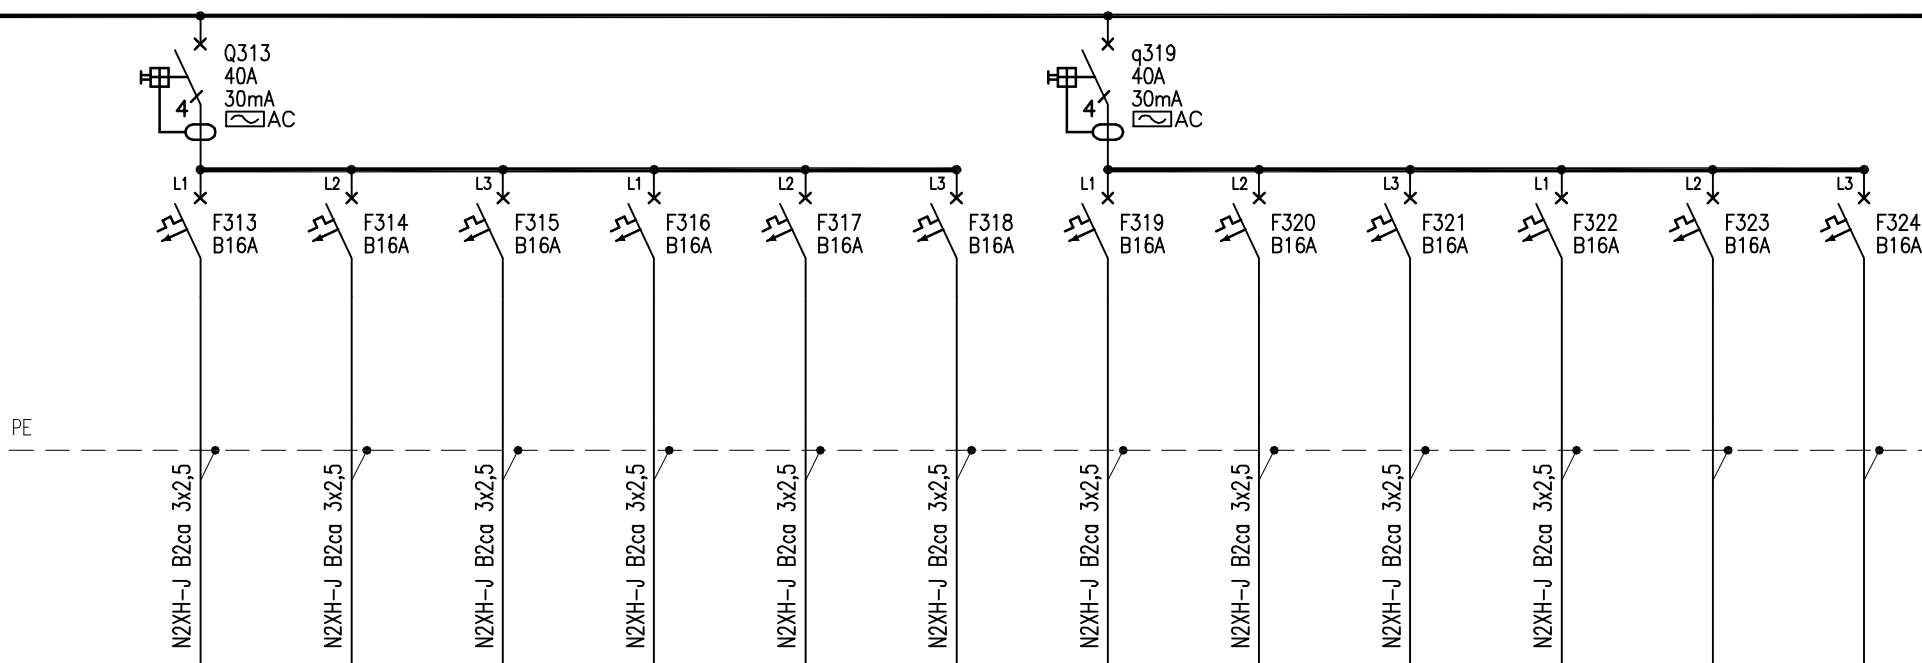 Q313
40A
30mA
4
AC
q319
40A
30mA
4
AC
L1
L2
L3
L1
L2
L3
L1
L2
L3
L1
L2
L3
F313
B16A
F314
B16A
F315
B16A
F316
B16A
F317
B16A
F318
B16A
F319
B16A
F320
B16A
F321
B16A
F322
B16A
F323
B16A
F324
B16A
PE
N2XH-J B2ca 3x2,5
N2XH-J B2ca 3x2,5
N2XH-J B2ca 3x2,5
N2XH-J B2ca 3x2,5
N2XH-J B2ca 3x2,5
N2XH-J B2ca 3x2,5
N2XH-J B2ca 3x2,5
N2XH-J B2ca 3x2,5
N2XH-J B2ca 3x2,5
N2XH-J B2ca 3x2,5